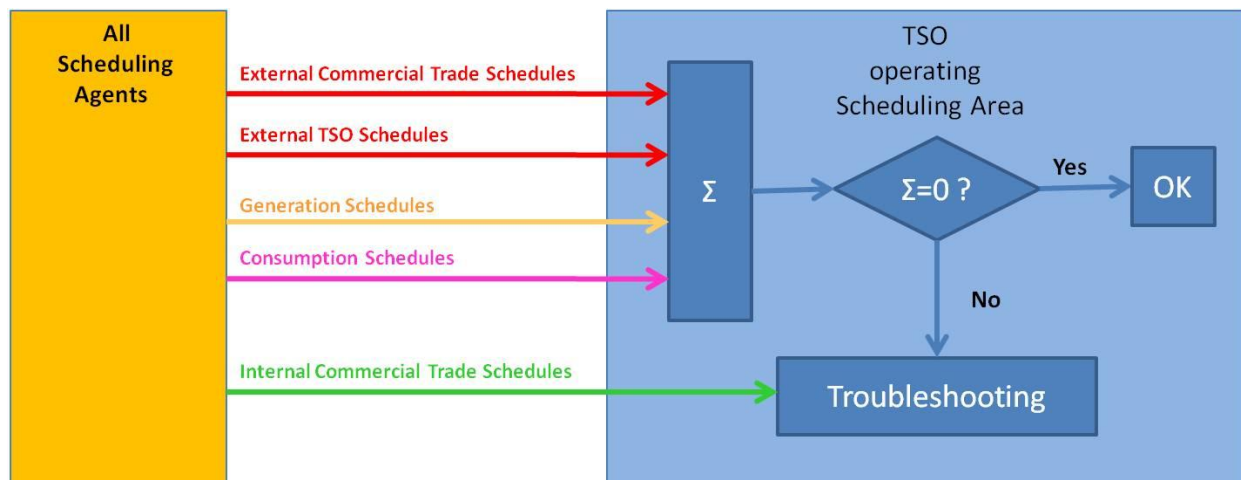 All
Scheduling
Agents
External Commercial Trade Schedules
External TSO Schedules
Generation Schedules
Consumption Schedules
Internal Commercial Trade Schedules
TSO
operating
Scheduling Area
Σ
Σ=0 ?
Yes
OK
No
Troubleshooting